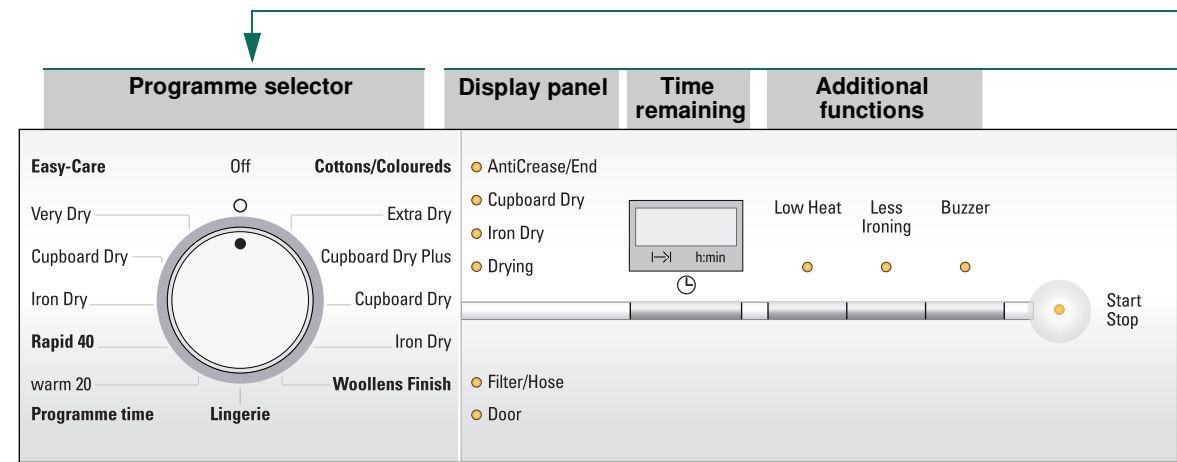 Programme selector
Display panel
Time
remaining
Additional
functions
Easy-Care
Off
Cottons/Coloureds
Very Dry
Extra Dry
Cupboard Dry
Cupboard Dry Plus
Iron Dry
Cupboard Dry
Rapid 40
Iron Dry
warm 20
Woollens Finish
Programme time
Lingerie
AntiCrease/End
Cupboard Dry
Iron Dry
Drying
Filter/Hose
Door
h:min
Low Heat
Less
Ironing
Buzzer
Start
Stop